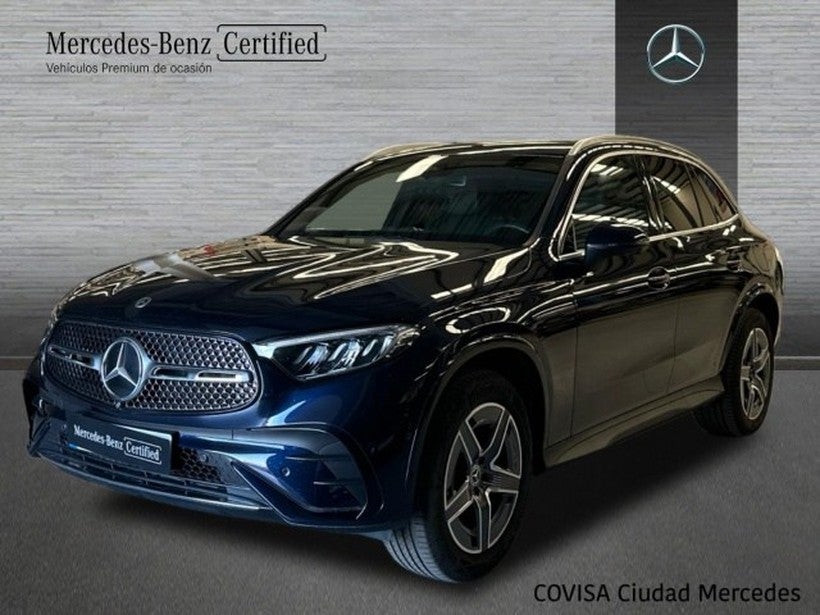 Mercedes-Benz Certified
Vehículos Premium de ocasión
Mercedes-Benz
Certified
COVISA Ciudad Mercedes